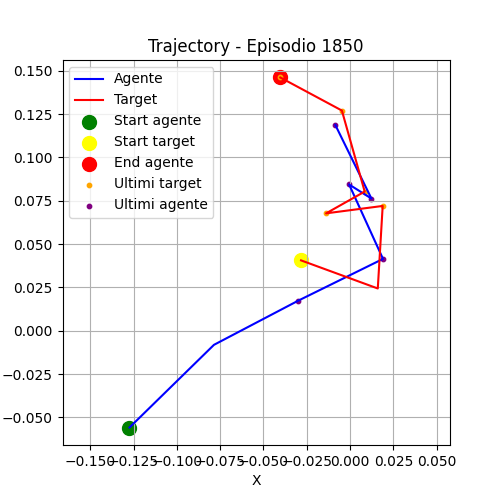 Trajectory - Episodio 1850
Agente
Target
Start agente
Start target
End agente
Ultimi target
Ultimi agente
0.150
0.125
0.100
0.075
0.050
0.025
0.000
−0.025
−0.050
−0.150 −0.125 −0.100 −0.075 −0.050 −0.025 0.000 0.025 0.050
X